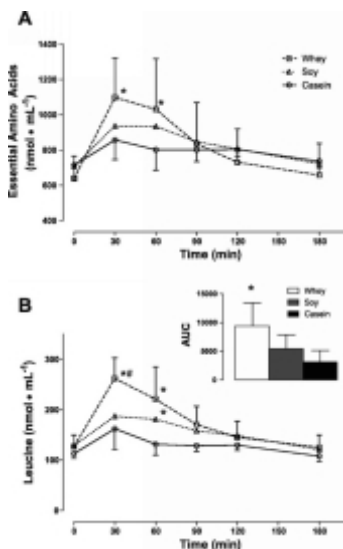 A
Essential Amino Acids
(nmol • mL⁻¹)
1400
1200
1000
800
600
400
Whey
Soy
Casein
*
*
0
30
60
90
120
180
Time (min)
B
Leucine (nmol • mL⁻¹)
300
200
100
0
*#
*
*
AUC
15000
10000
5000
0
*
Whey
Soy
Casein
0
30
60
90
120
180
Time (min)